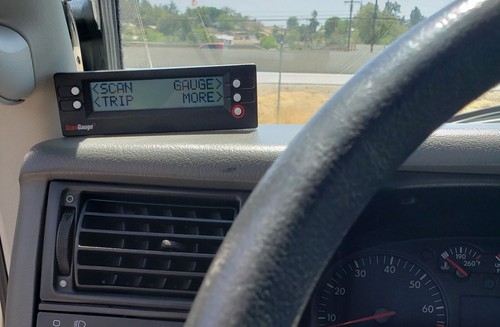 <SCAN GAUGE>
<TRIP MORE>
ScanGauge
10 20 30 40 50 60
190 260°